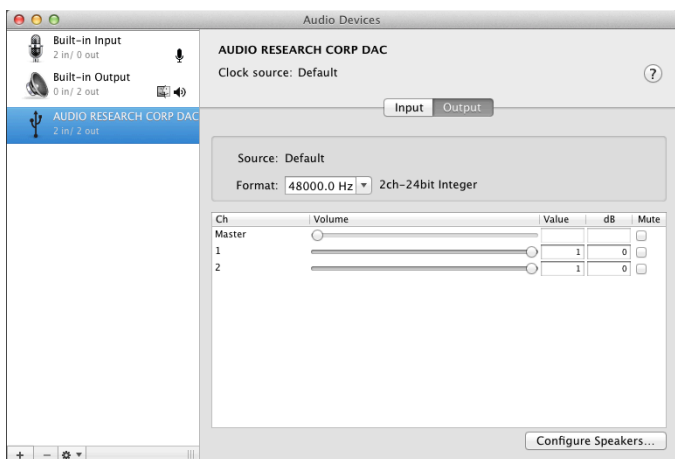 Audio Devices
Built-in Input
2 in/ 0 out
Built-in Output
0 in/ 2 out
AUDIO RESEARCH CORP DAC
2 in/ 2 out
AUDIO RESEARCH CORP DAC
Clock source: Default
?
Input Output
Source: Default
Format: 48000.0 Hz 2ch-24bit Integer
Ch Volume Value dB Mute
Master
1 1 0
2 1 0
Configure Speakers...